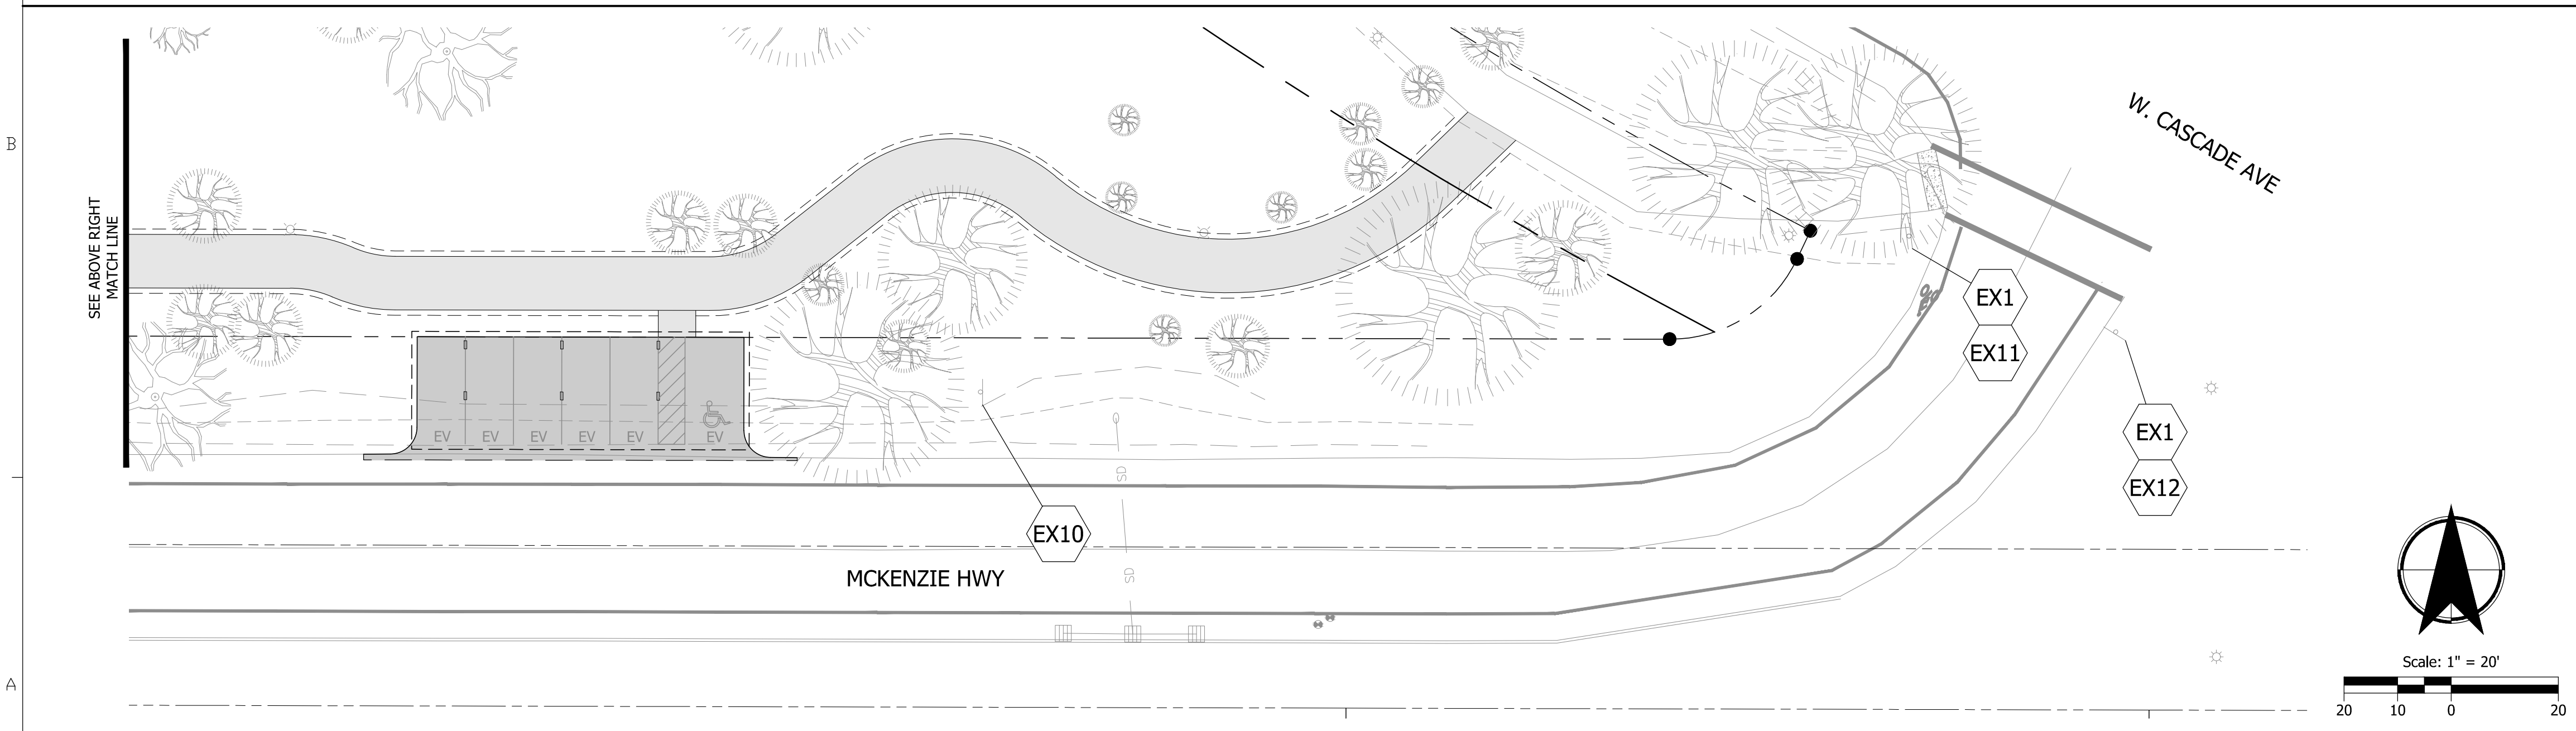 B
W. CASCADE AVE
SEE ABOVE RIGHT
MATCH LINE
EX1
EX11
EV EV EV EV EV EV
SD
EX1
EX12
EX10
MCKENZIE HWY
SD
Scale: 1" = 20'
A
20 10 0 20